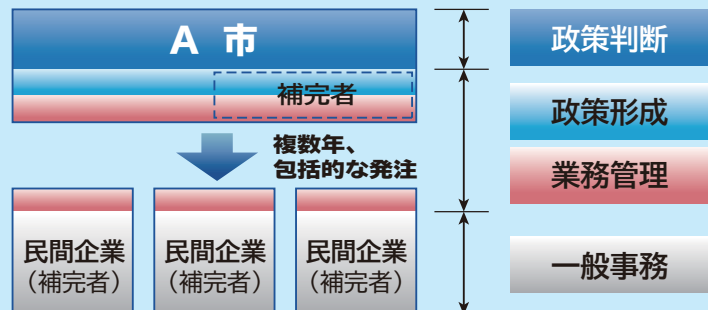 A 市
補完者
複数年、
包括的な発注
民間企業
(補完者)
民間企業
(補完者)
民間企業
(補完者)
政策判断
政策形成
業務管理
一般事務